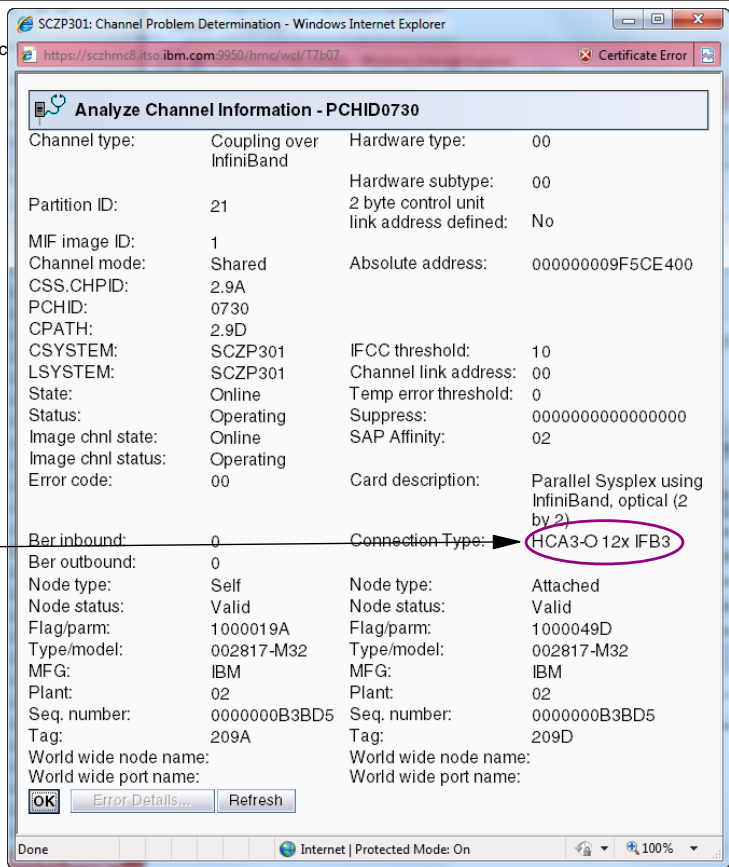 SCZP301: Channel Problem Determination - Windows Internet Explorer
c
https://sczhmc8.itso.ibm.com:9950/hmc/wcl/T7b07 Certificate Error
Analyze Channel Information - PCHID0730
Channel type: Coupling over InfiniBand Hardware type: 00
Hardware subtype: 00
Partition ID: 21 2 byte control unit link address defined: No
MIF image ID: 1
Channel mode: Shared Absolute address: 000000009F5CE400
CSS.CHPID: 2.9A
PCHID: 0730
CPATH: 2.9D
CSYSTEM: SCZP301 IFCC threshold: 10
LSYSTEM: SCZP301 Channel link address: 00
State: Online Temp error threshold: 0
Status: Operating Suppress: 0000000000000000
Image chnl state: Online SAP Affinity: 02
Image chnl status: Operating
Error code: 00 Card description: Parallel Sysplex using InfiniBand, optical (2 by 2)
Ber inbound: 0 Connection Type: HCA3-O 12x IFB3
Ber outbound: 0
Node type: Self Node type: Attached
Node status: Valid Node status: Valid
Flag/parm: 1000019A Flag/parm: 1000049D
Type/model: 002817-M32 Type/model: 002817-M32
MFG: IBM MFG: IBM
Plant: 02 Plant: 02
Seq. number: 0000000B3BD5 Seq. number: 0000000B3BD5
Tag: 209A Tag: 209D
World wide node name: World wide node name:
World wide port name: World wide port name:
OK Error Details... Refresh
Done Internet | Protected Mode: On 100%